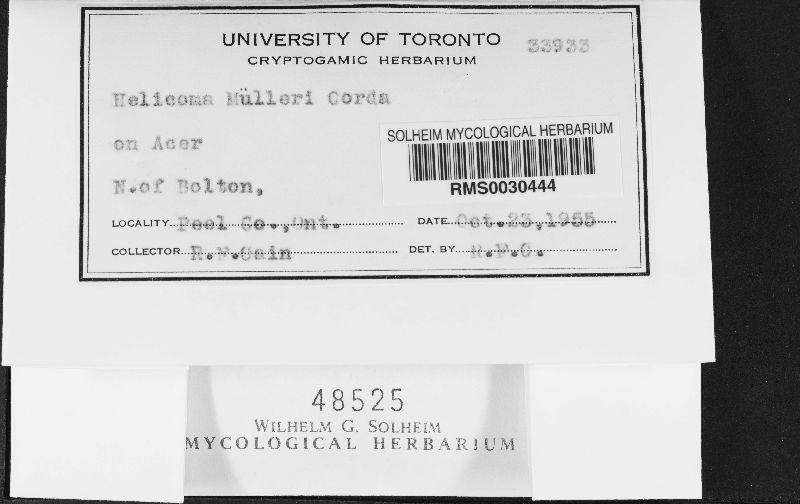 UNIVERSITY OF TORONTO 33933
CRYPTOGAMIC HERBARIUM
Helicoma Mülleri Corda
on Acer
SOLHEIM MYCOLOGICAL HERBARIUM
RMS0030444
N.of Bolton,
LOCALITY Peel Co.,Ont. DATE Oct.23,1955
COLLECTOR R.F.Cain DET. BY R.F.C.
48525
WILHELM G. SOLHEIM
MYCOLOGICAL HERBARIUM